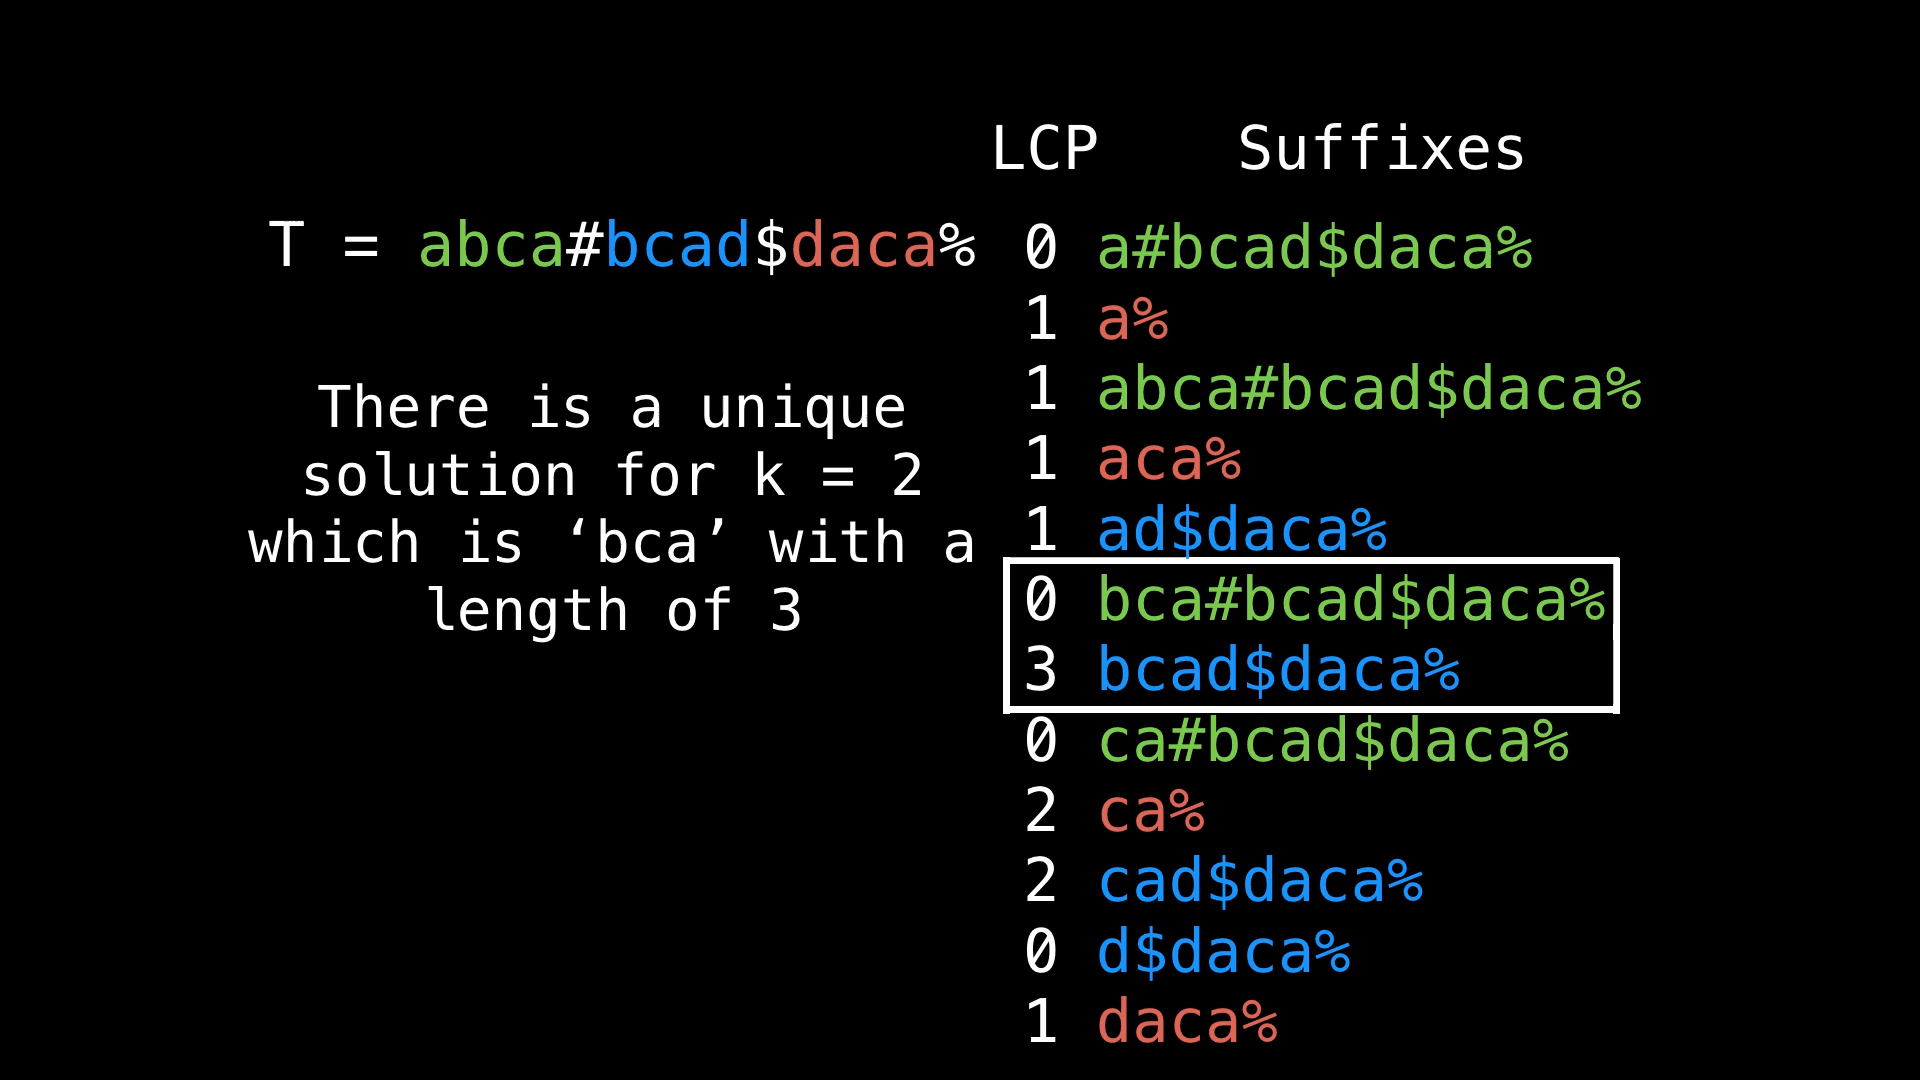 LCP Suffixes
T = abca#bcad$daca%
There is a unique
solution for k = 2
which is ‘bca’ with a
length of 3
0 a#bcad$daca%
1 a%
1 abca#bcad$daca%
1 aca%
1 ad$daca%
0 bca#bcad$daca%
3 bcad$daca%
0 ca#bcad$daca%
2 ca%
2 cad$daca%
0 d$daca%
1 daca%